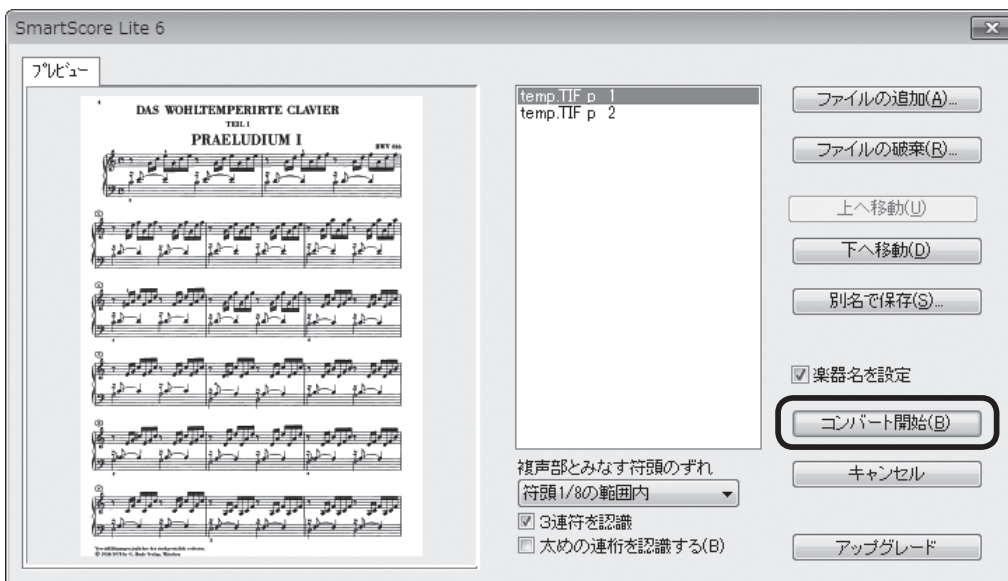 SmartScore Lite 6
プレビュー
DAS WOHLTEMPERIRTE CLAVIER
TEIL I
PRAELUDIUM I
BWV 846
temp.TIF p 1
temp.TIF p 2
ファイルの追加(A)...
ファイルの破棄(R)...
上へ移動(U)
下へ移動(D)
別名で保存(S)...
楽器名を設定
コンバート開始(B)
キャンセル
アップグレード
複声部とみなす符頭のずれ
符頭1/8の範囲内
3連符を認識
太めの連桁を認識する(B)